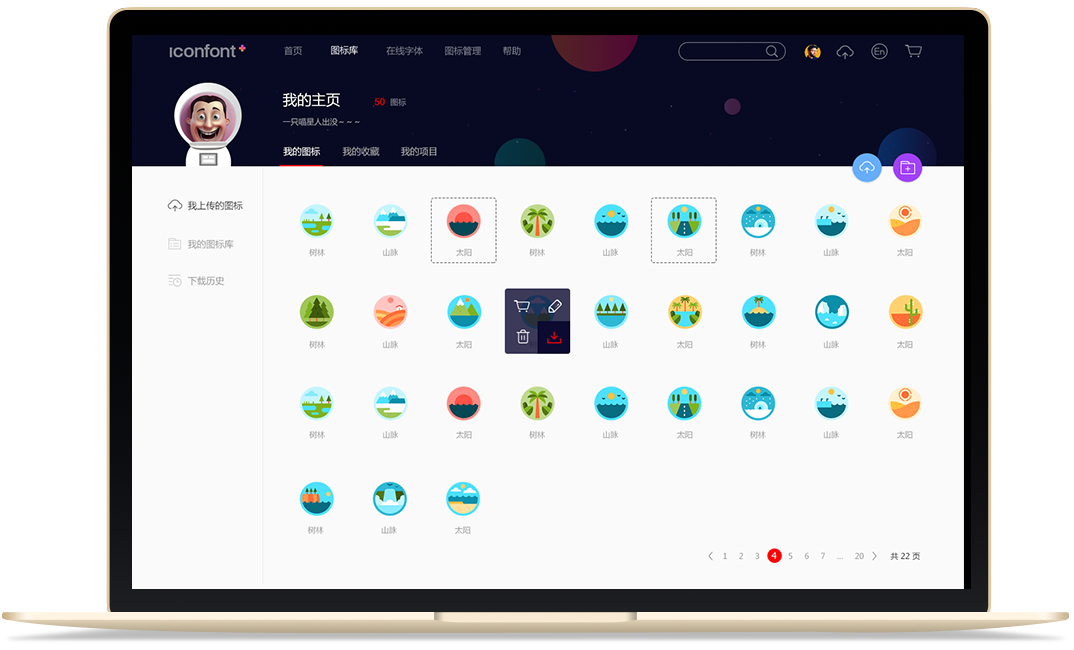 iconfont+
首页 图标库 在线字体 图标管理 帮助
En
我的主页 50 图标
一只喵星人出没~ ~ ~
我的图标 我的收藏 我的项目
我上传的图标
我的图标库
下载历史
树林 山脉 太阳 树林 山脉 太阳 树林 山脉 太阳
树林 山脉 太阳 山脉 太阳 树林 山脉 太阳
树林 山脉 太阳 树林 山脉 太阳 树林 山脉 太阳
树林 山脉 太阳
1 2 3 4 5 6 7 ... 20 共 22 页